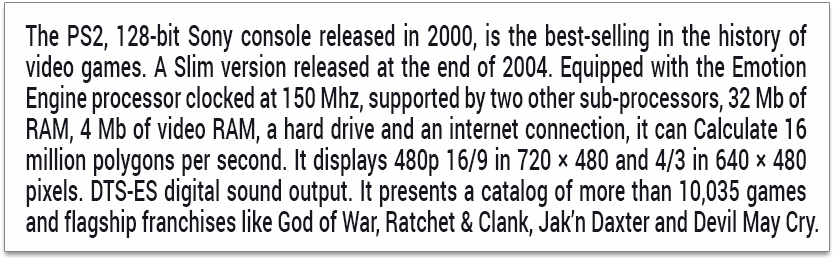 The PS2, 128-bit Sony console released in 2000, is the best-selling in the history of
video games. A Slim version released at the end of 2004. Equipped with the Emotion
Engine processor clocked at 150 Mhz, supported by two other sub-processors, 32 Mb of
RAM, 4 Mb of video RAM, a hard drive and an internet connection, it can Calculate 16
million polygons per second. It displays 480p 16/9 in 720 × 480 and 4/3 in 640 × 480
pixels. DTS-ES digital sound output. It presents a catalog of more than 10,035 games
and flagship franchises like God of War, Ratchet & Clank, Jak’n Daxter and Devil May Cry.